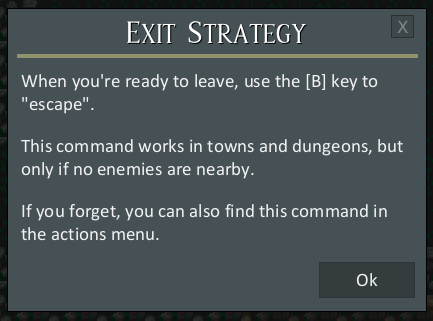 EXIT STRATEGY
X
When you're ready to leave, use the [B] key to
"escape".
This command works in towns and dungeons, but
only if no enemies are nearby.
If you forget, you can also find this command in
the actions menu.
Ok